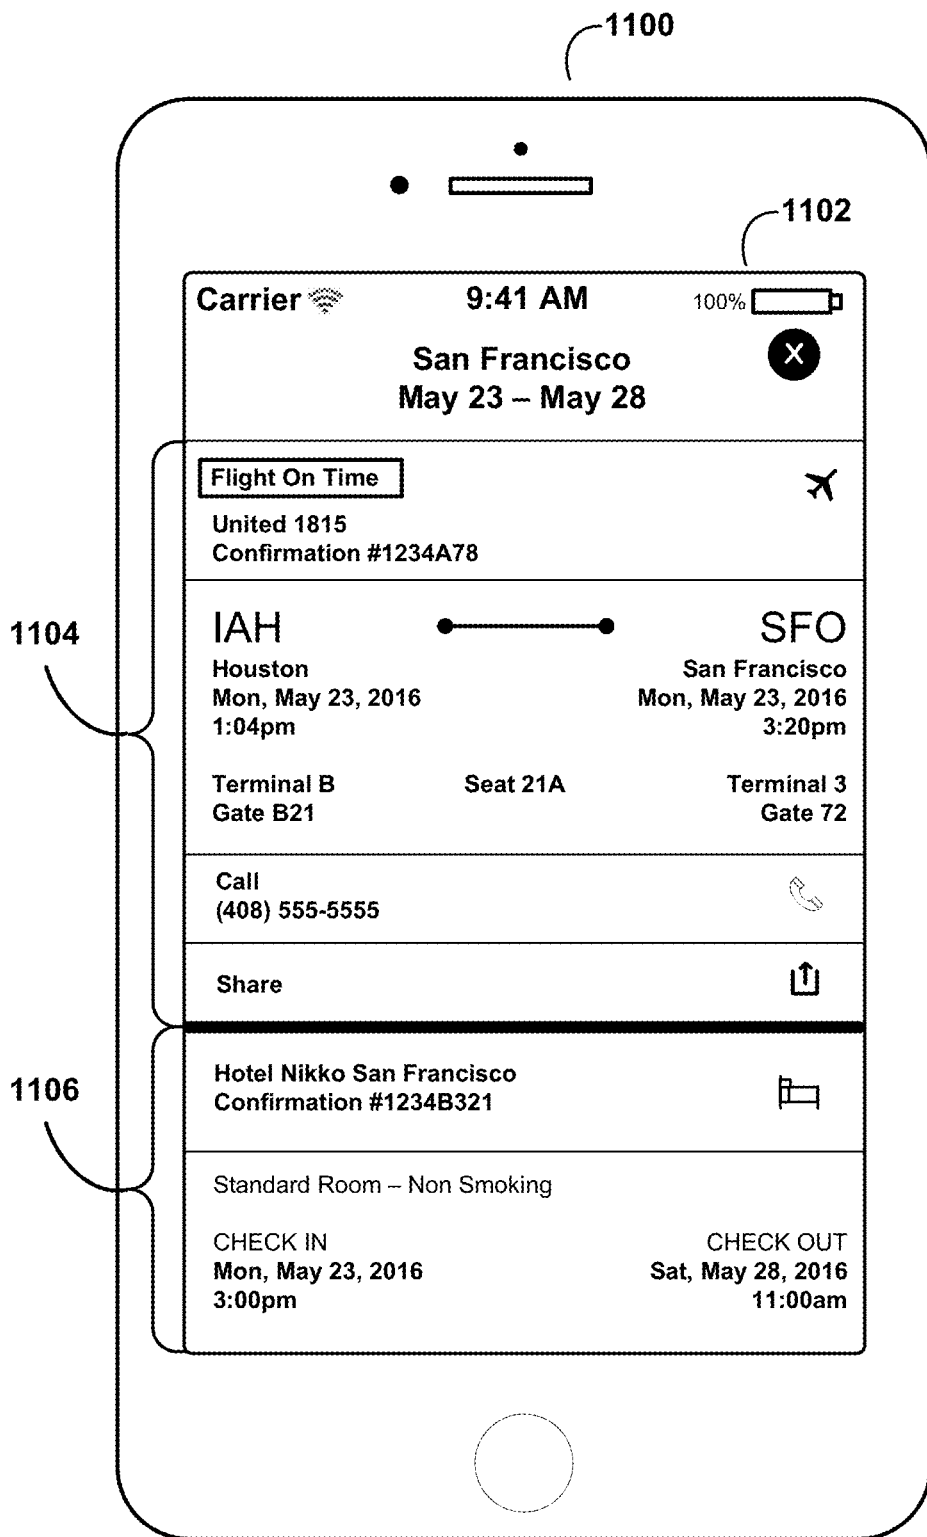 1100
1102
Carrier 9:41 AM 100%
X
San Francisco
May 23 – May 28
Flight On Time
United 1815
Confirmation #1234A78
1104
IAH SFO
Houston San Francisco
Mon, May 23, 2016 Mon, May 23, 2016
1:04pm 3:20pm
Terminal B Seat 21A Terminal 3
Gate B21 Gate 72
Call
(408) 555-5555
Share
1106
Hotel Nikko San Francisco
Confirmation #1234B321
Standard Room – Non Smoking
CHECK IN CHECK OUT
Mon, May 23, 2016 Sat, May 28, 2016
3:00pm 11:00am